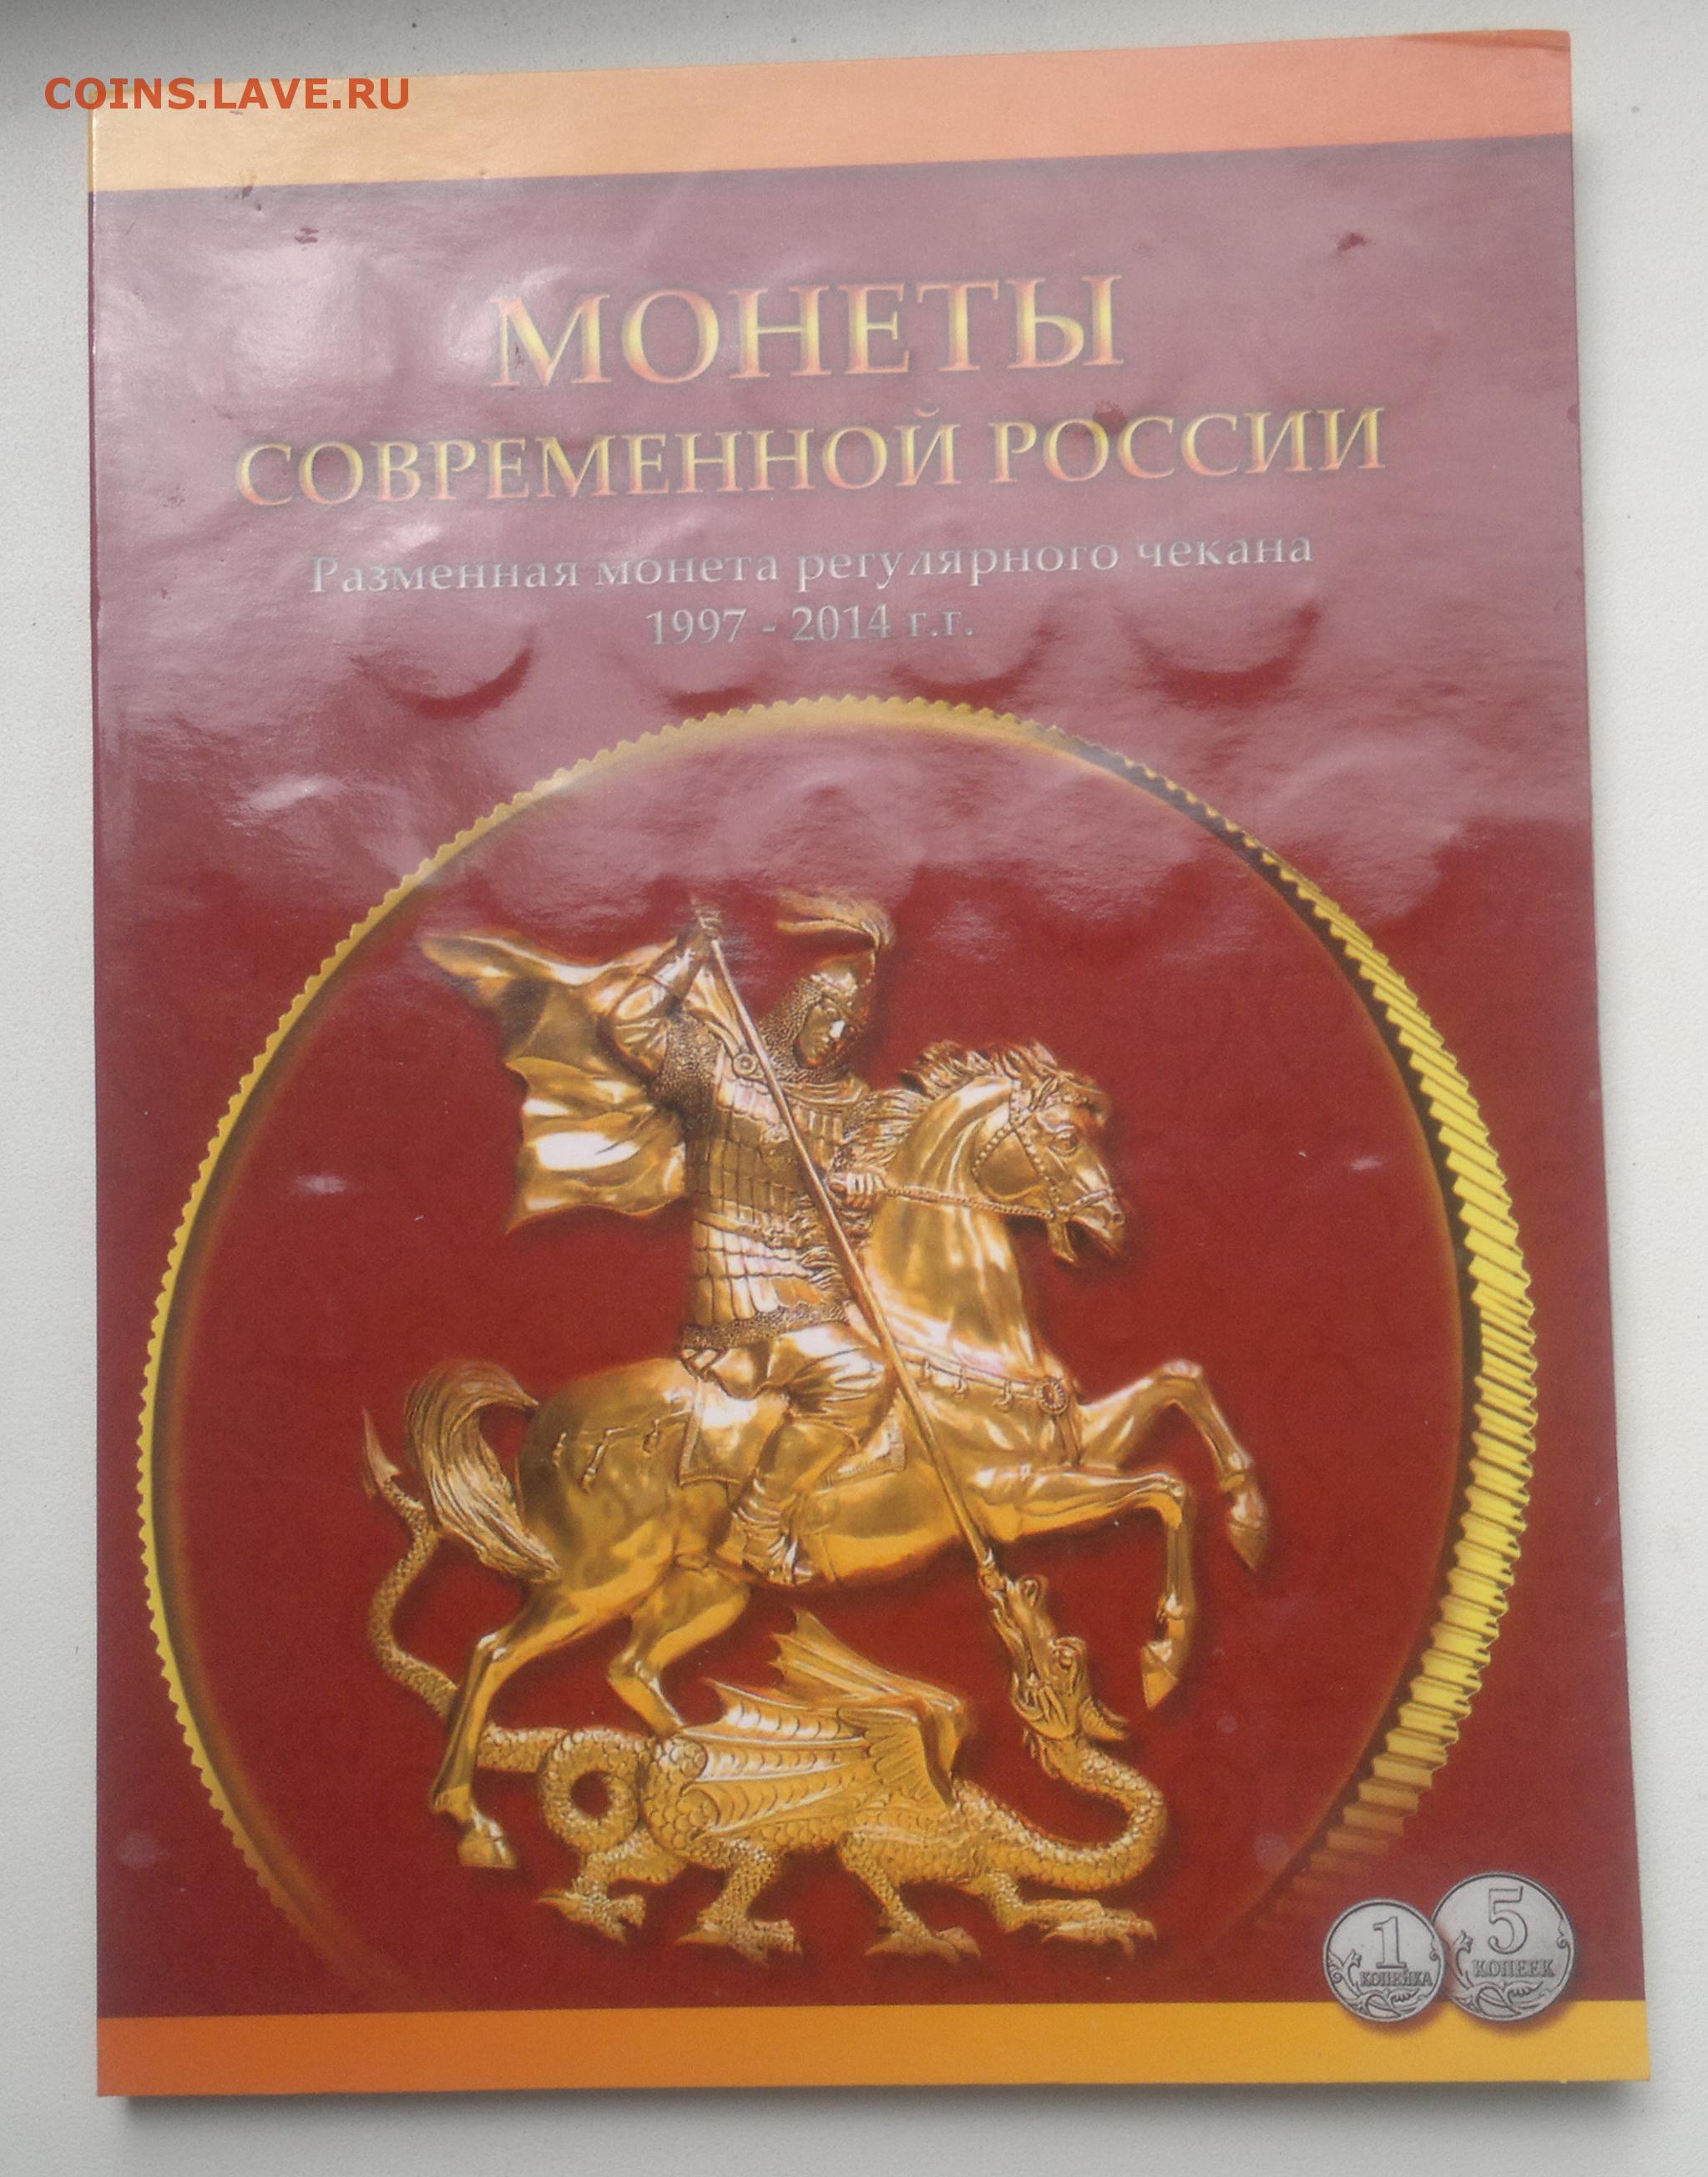 COINS.LAVE.RU
МОНЕТЫ
СОВРЕМЕННОЙ РОССИИ
Разменная монета регулярного чекана
1997 - 2014 г.г.
1
КОПЕЙКА
5
КОПЕЕК